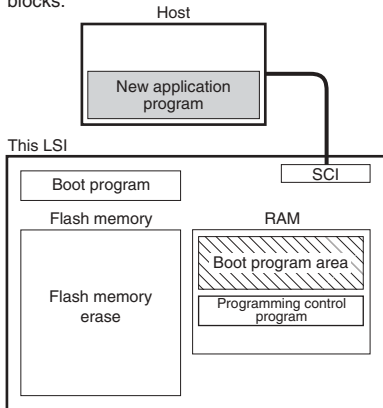 blocks.
Host
New application
program
This LSI
SCI
Boot program
Flash memory
RAM
Flash memory
erase
Boot program area
Programming control
program